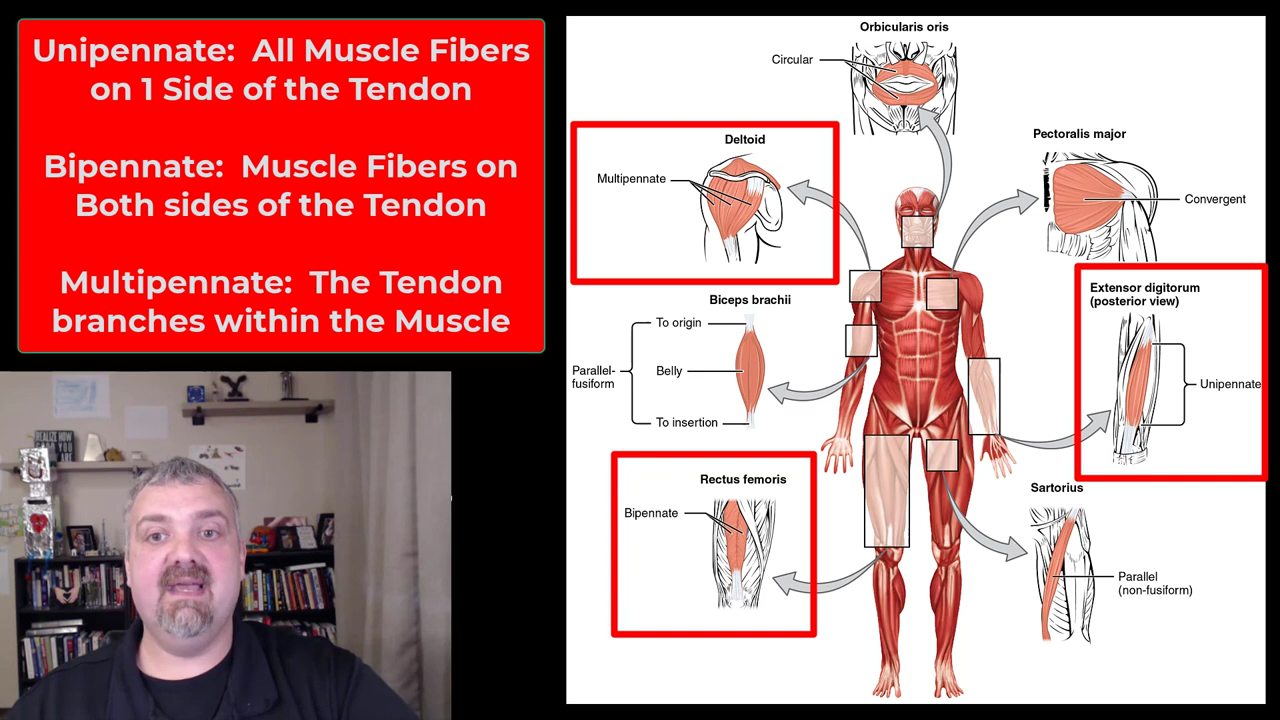 Unipennate:  All Muscle Fibers
on 1 Side of the Tendon
Bipennate:  Muscle Fibers on
Both sides of the Tendon
Multipennate:  The Tendon
branches within the Muscle
Orbicularis oris
Circular
Deltoid
Multipennate
Pectoralis major
Convergent
Biceps brachii
To origin
Parallel-
fusiform
Belly
To insertion
Extensor digitorum
(posterior view)
Unipennate
Rectus femoris
Bipennate
Sartorius
Parallel
(non-fusiform)
REALIZE HOW